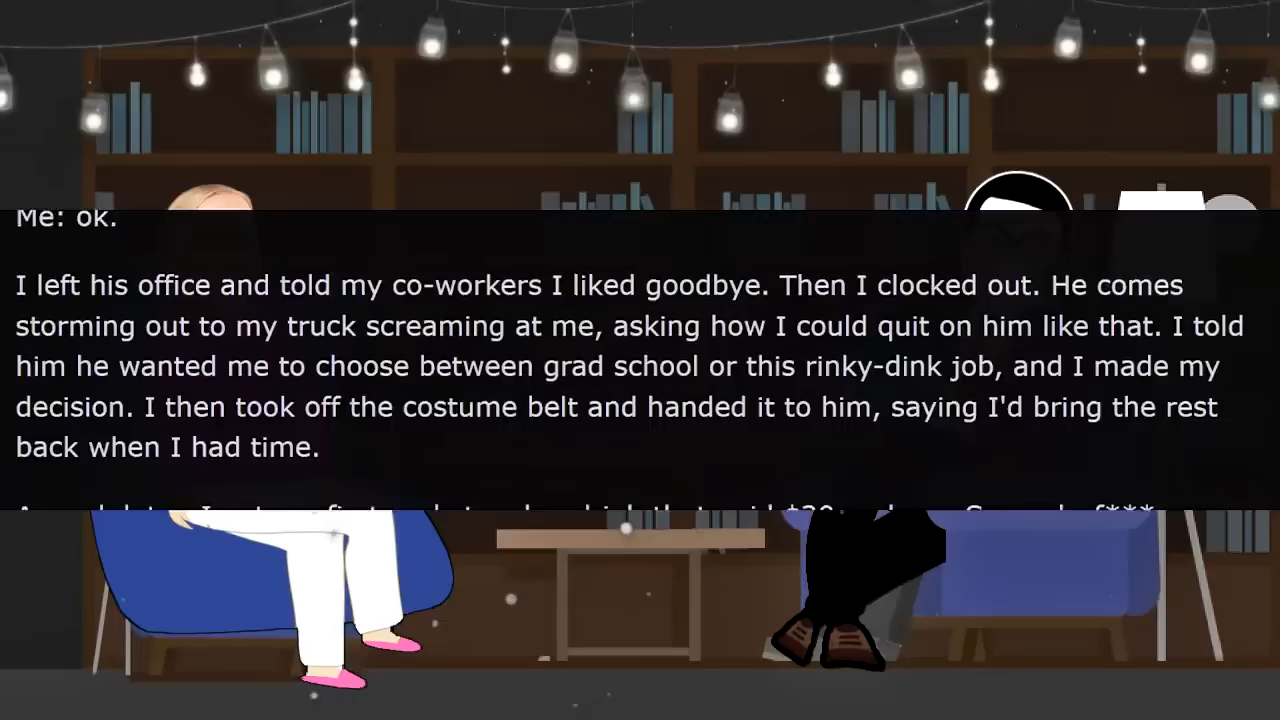 Me: ok.
I left his office and told my co-workers I liked goodbye. Then I clocked out. He comes
storming out to my truck screaming at me, asking how I could quit on him like that. I told
him he wanted me to choose between grad school or this rinky-dink job, and I made my
decision. I then took off the costume belt and handed it to him, saying I'd bring the rest
back when I had time.